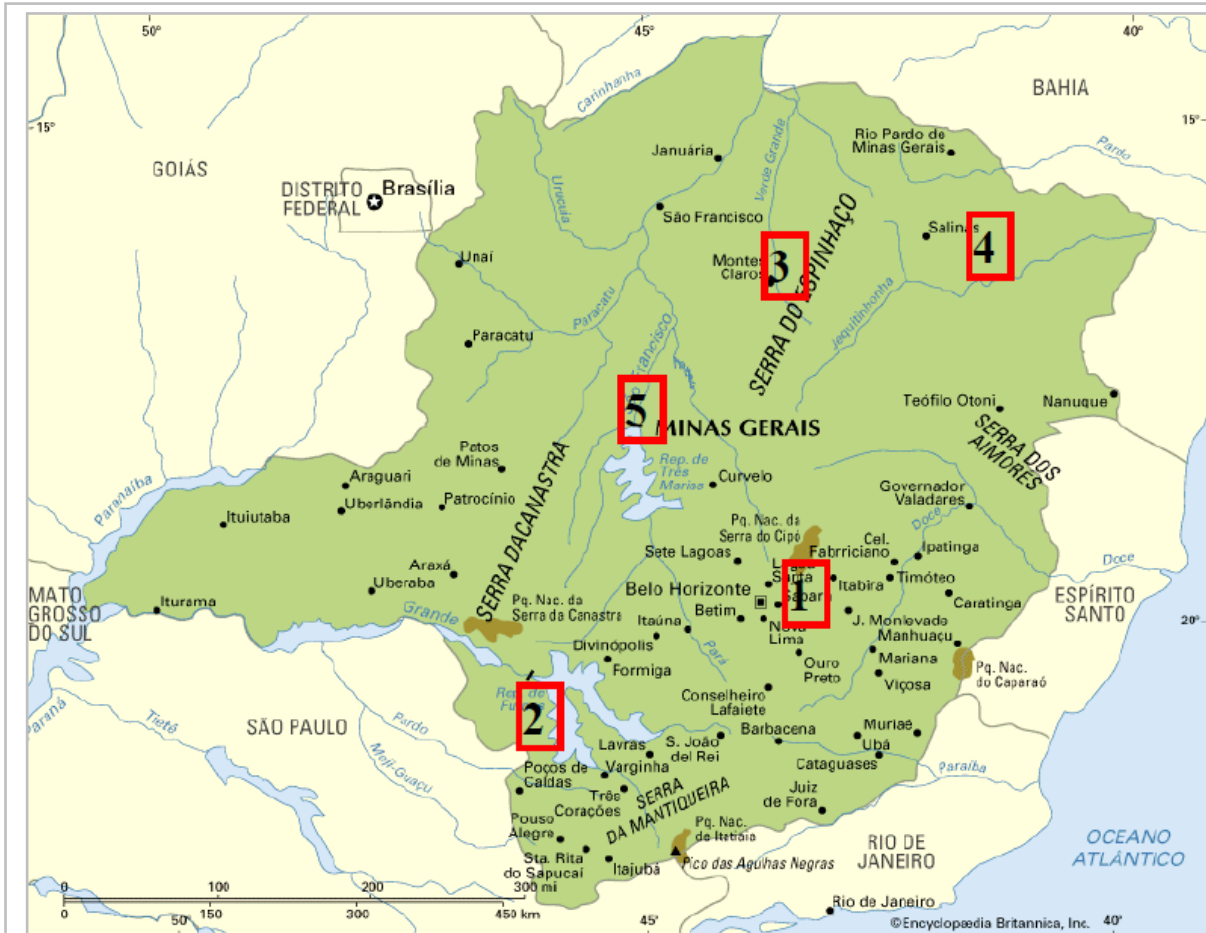 50°
45°
40°
BAHIA
Carinhanha
15°
15°
GOIÁS
Januária
Verde Grande
Rio Pardo de
Minas Gerais
Pardo
DISTRITO
FEDERAL
Brasília
Urucuia
São Francisco
SERRA DO ESPINHAÇO
Salinas
4
Unaí
Montes
Claros
3
Jequitinhonha
Paracatu
Paracatu
Francisco
5
MINAS GERAIS
Teófilo Otoni
Nanuque
SERRA DOS
AIMORES
Patos
de Minas
Rep. de
Três
Marias
Curvelo
Araguari
Uberlândia
Patrocínio
Paranaíba
Ituiutaba
SERRA DACANASTRA
Governador
Valadares
Doce
Pq. Nac. da
Serra do Cipó
Cel.
Fabrriciano
Ipatinga
Sete Lagoas
Santa
Itabira
Timóteo
Doce
Araxá
Uberaba
Belo Horizonte
1
Caratinga
ESPÍRITO
SANTO
MATO
GROSSO
DO SUL
Iturama
Grande
Pq. Nac. da
Serra da Canastra
Itaúna
Betim
Nova
Lima
J. Monlevade
Manhuaçu
20°
Divinópolis
Formiga
Pará
Ouro
Preto
Mariana
Viçosa
Pq. Nac.
do Caparaó
Paraná
Tietê
SÃO PAULO
Pardo
Moji-Guaçu
2
Conselheiro
Lafaiete
Barbacena
Muriaé
Ubá
Lavras
S. João
del Rei
Cataguases
Paraíba
Poços de
Caldas
Varginha
Três
Corações
SERRA
DA MANTIQUEIRA
Juiz
de Fora
Pouso
Alegre
Pq. Nac.
de Itatiaia
Sta. Rita
do Sapucaí
Itajubá
Pico das Agulhas Negras
RIO DE
JANEIRO
OCEANO
ATLÂNTICO
0
100
200
300 mi
0
150
300
450 km
Rio de Janeiro
50°
45°
©Encyclopædia Britannica, Inc.
40°